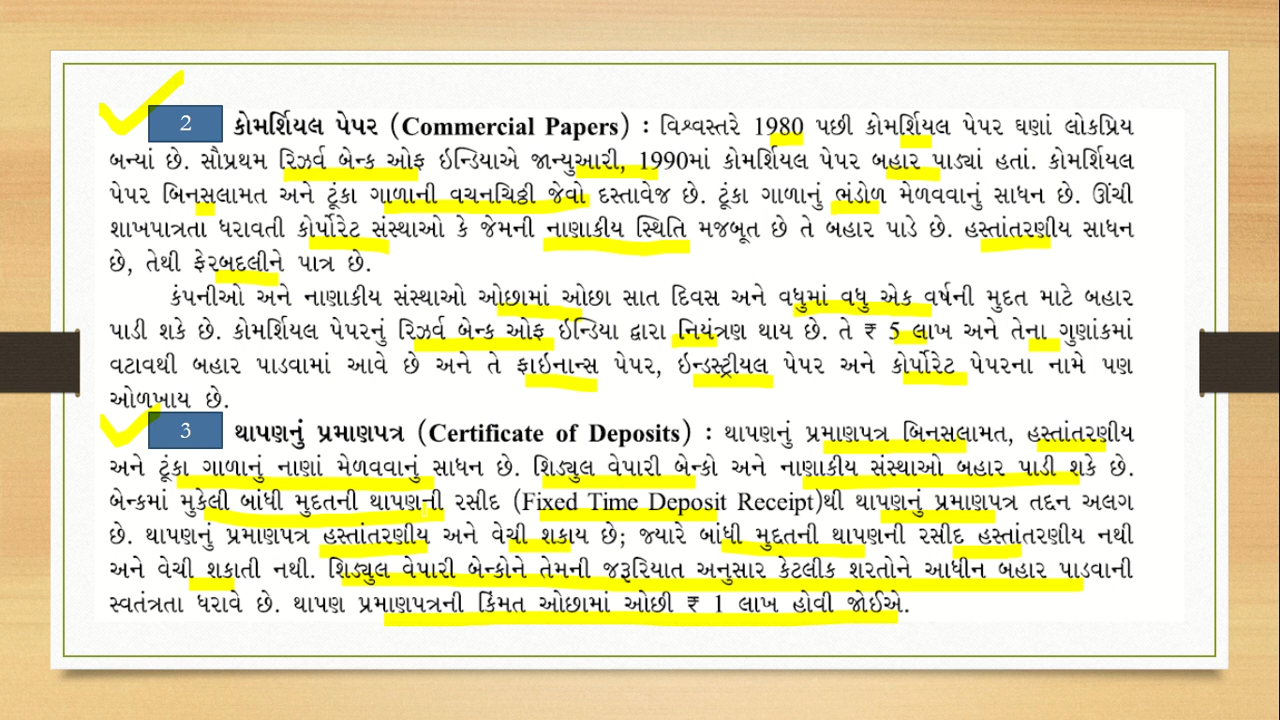 2 કોમર્શિયલ પેપર (Commercial Papers) : વિશ્વસ્તરે 1980 પછી કોમર્શિયલ પેપર ઘણાં લોકપ્રિય
બન્યાં છે. સૌપ્રથમ રિઝર્વ બેન્ક ઓફ ઇન્ડિયાએ જાન્યુઆરી, 1990માં કોમર્શિયલ પેપર બહાર પાડ્યાં હતાં. કોમર્શિયલ
પેપર બિનસલામત અને ટૂંકા ગાળાની વચનચિઠ્ઠી જેવો દસ્તાવેજ છે. ટૂંકા ગાળાનું ભંડોળ મેળવવાનું સાધન છે. ઊંચી
શાખપાત્રતા ધરાવતી કોર્પોરેટ સંસ્થાઓ કે જેમની નાણાકીય સ્થિતિ મજબૂત છે તે બહાર પાડે છે. હસ્તાંતરણીય સાધન
છે, તેથી ફેરબદલીને પાત્ર છે.
કંપનીઓ અને નાણાકીય સંસ્થાઓ ઓછામાં ઓછા સાત દિવસ અને વધુમાં વધુ એક વર્ષની મુદત માટે બહાર
પાડી શકે છે. કોમર્શિયલ પેપરનું રિઝર્વ બેન્ક ઓફ ઇન્ડિયા દ્વારા નિયંત્રણ થાય છે. તે ₹ 5 લાખ અને તેના ગુણાંકમાં
વટાવથી બહાર પાડવામાં આવે છે અને તે ફાઇનાન્સ પેપર, ઇન્ડસ્ટ્રીયલ પેપર અને કોર્પોરેટ પેપરના નામે પણ
ઓળખાય છે.
3 થાપણનું પ્રમાણપત્ર (Certificate of Deposits) : થાપણનું પ્રમાણપત્ર બિનસલામત, હસ્તાંતરણીય
અને ટૂંકા ગાળાનું નાણાં મેળવવાનું સાધન છે. શિડ્યુલ વેપારી બેન્કો અને નાણાકીય સંસ્થાઓ બહાર પાડી શકે છે.
બેન્કમાં મુકેલી બાંધી મુદતની થાપણની રસીદ (Fixed Time Deposit Receipt)થી થાપણનું પ્રમાણપત્ર તદ્દન અલગ
છે. થાપણનું પ્રમાણપત્ર હસ્તાંતરણીય અને વેચી શકાય છે; જ્યારે બાંધી મુદ્દતની થાપણની રસીદ હસ્તાંતરણીય નથી
અને વેચી શકાતી નથી. શિડ્યુલ વેપારી બેન્કોને તેમની જરૂરિયાત અનુસાર કેટલીક શરતોને આધીન બહાર પાડવાની
સ્વતંત્રતા ધરાવે છે. થાપણ પ્રમાણપત્રની કિંમત ઓછામાં ઓછી ₹ 1 લાખ હોવી જોઈએ.